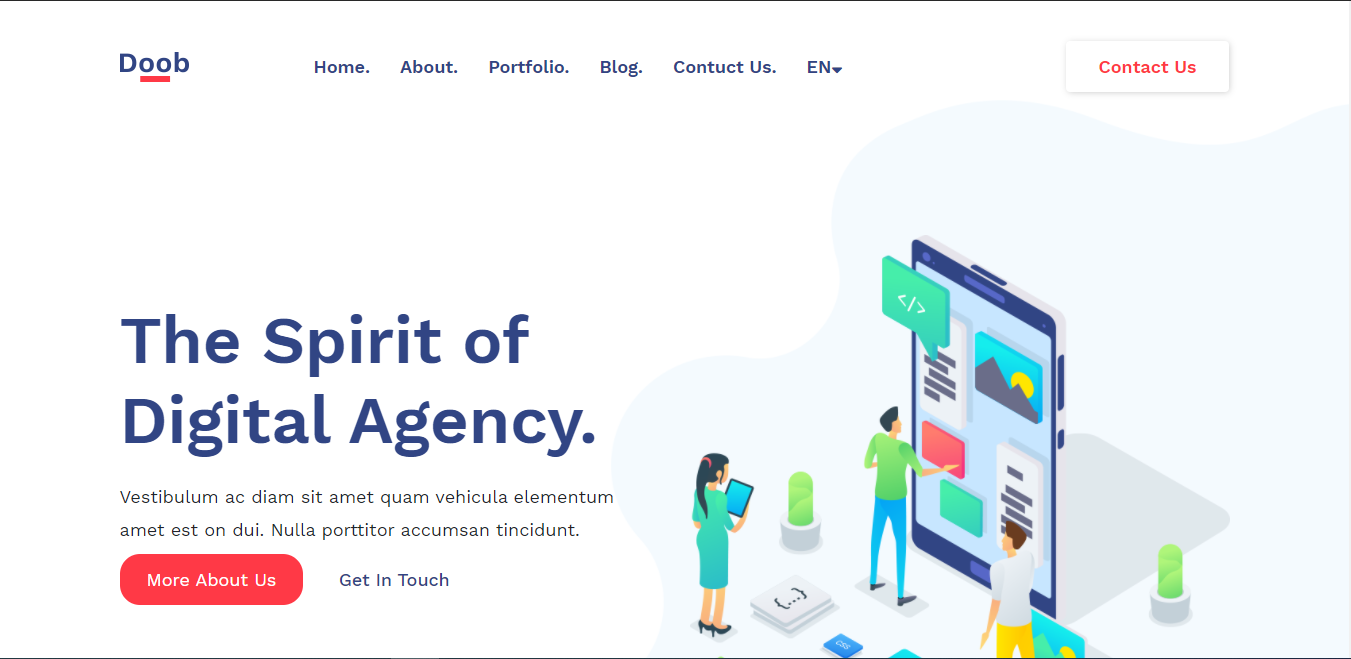 Doob
Home. About. Portfolio. Blog. Contuct Us. EN
Contact Us
</>
The Spirit of
Digital Agency.
Vestibulum ac diam sit amet quam vehicula elementum
amet est on dui. Nulla porttitor accumsan tincidunt.
More About Us
Get In Touch
{...}
CSS